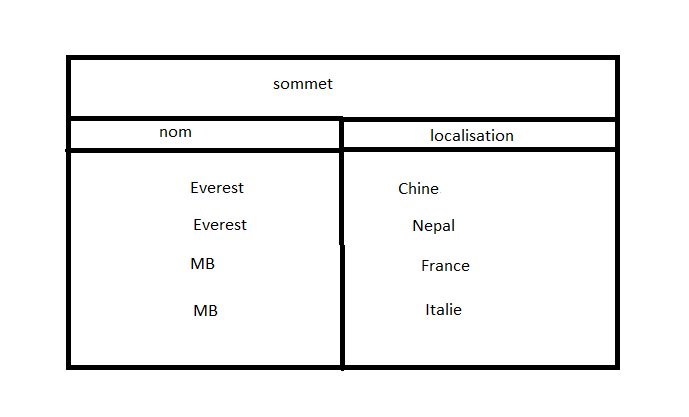 sommet
nom localisation
Everest Chine
Everest Nepal
MB France
MB Italie